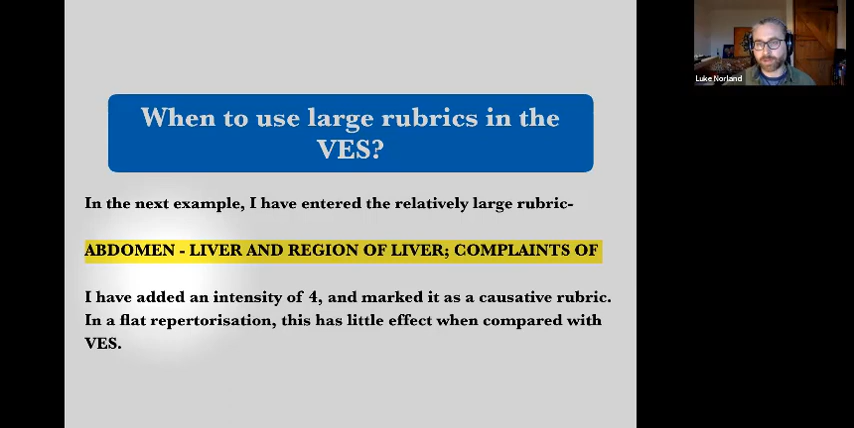 When to use large rubrics in the
VES?
In the next example, I have entered the relatively large rubric-
ABDOMEN - LIVER AND REGION OF LIVER; COMPLAINTS OF
I have added an intensity of 4, and marked it as a causative rubric.
In a flat repertorisation, this has little effect when compared with
VES.
Luke Norland